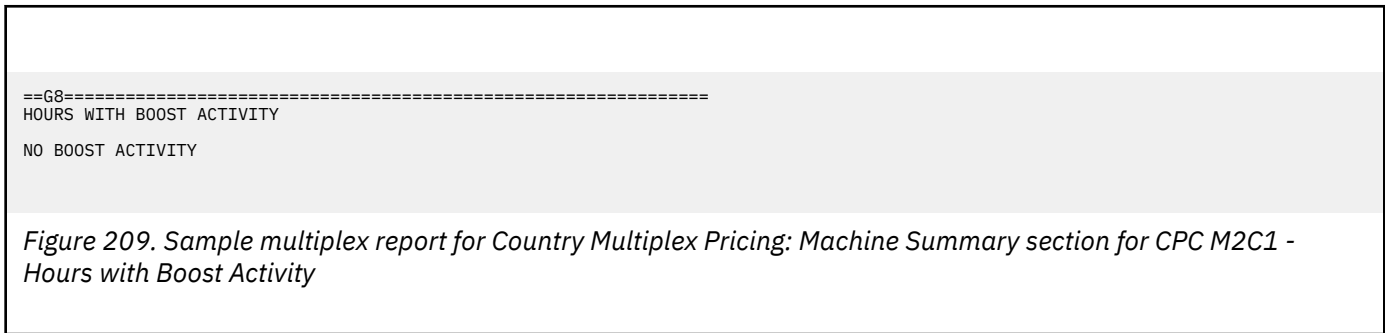 ==G8===============================================================
HOURS WITH BOOST ACTIVITY
NO BOOST ACTIVITY
Figure 209. Sample multiplex report for Country Multiplex Pricing: Machine Summary section for CPC M2C1 -
Hours with Boost Activity